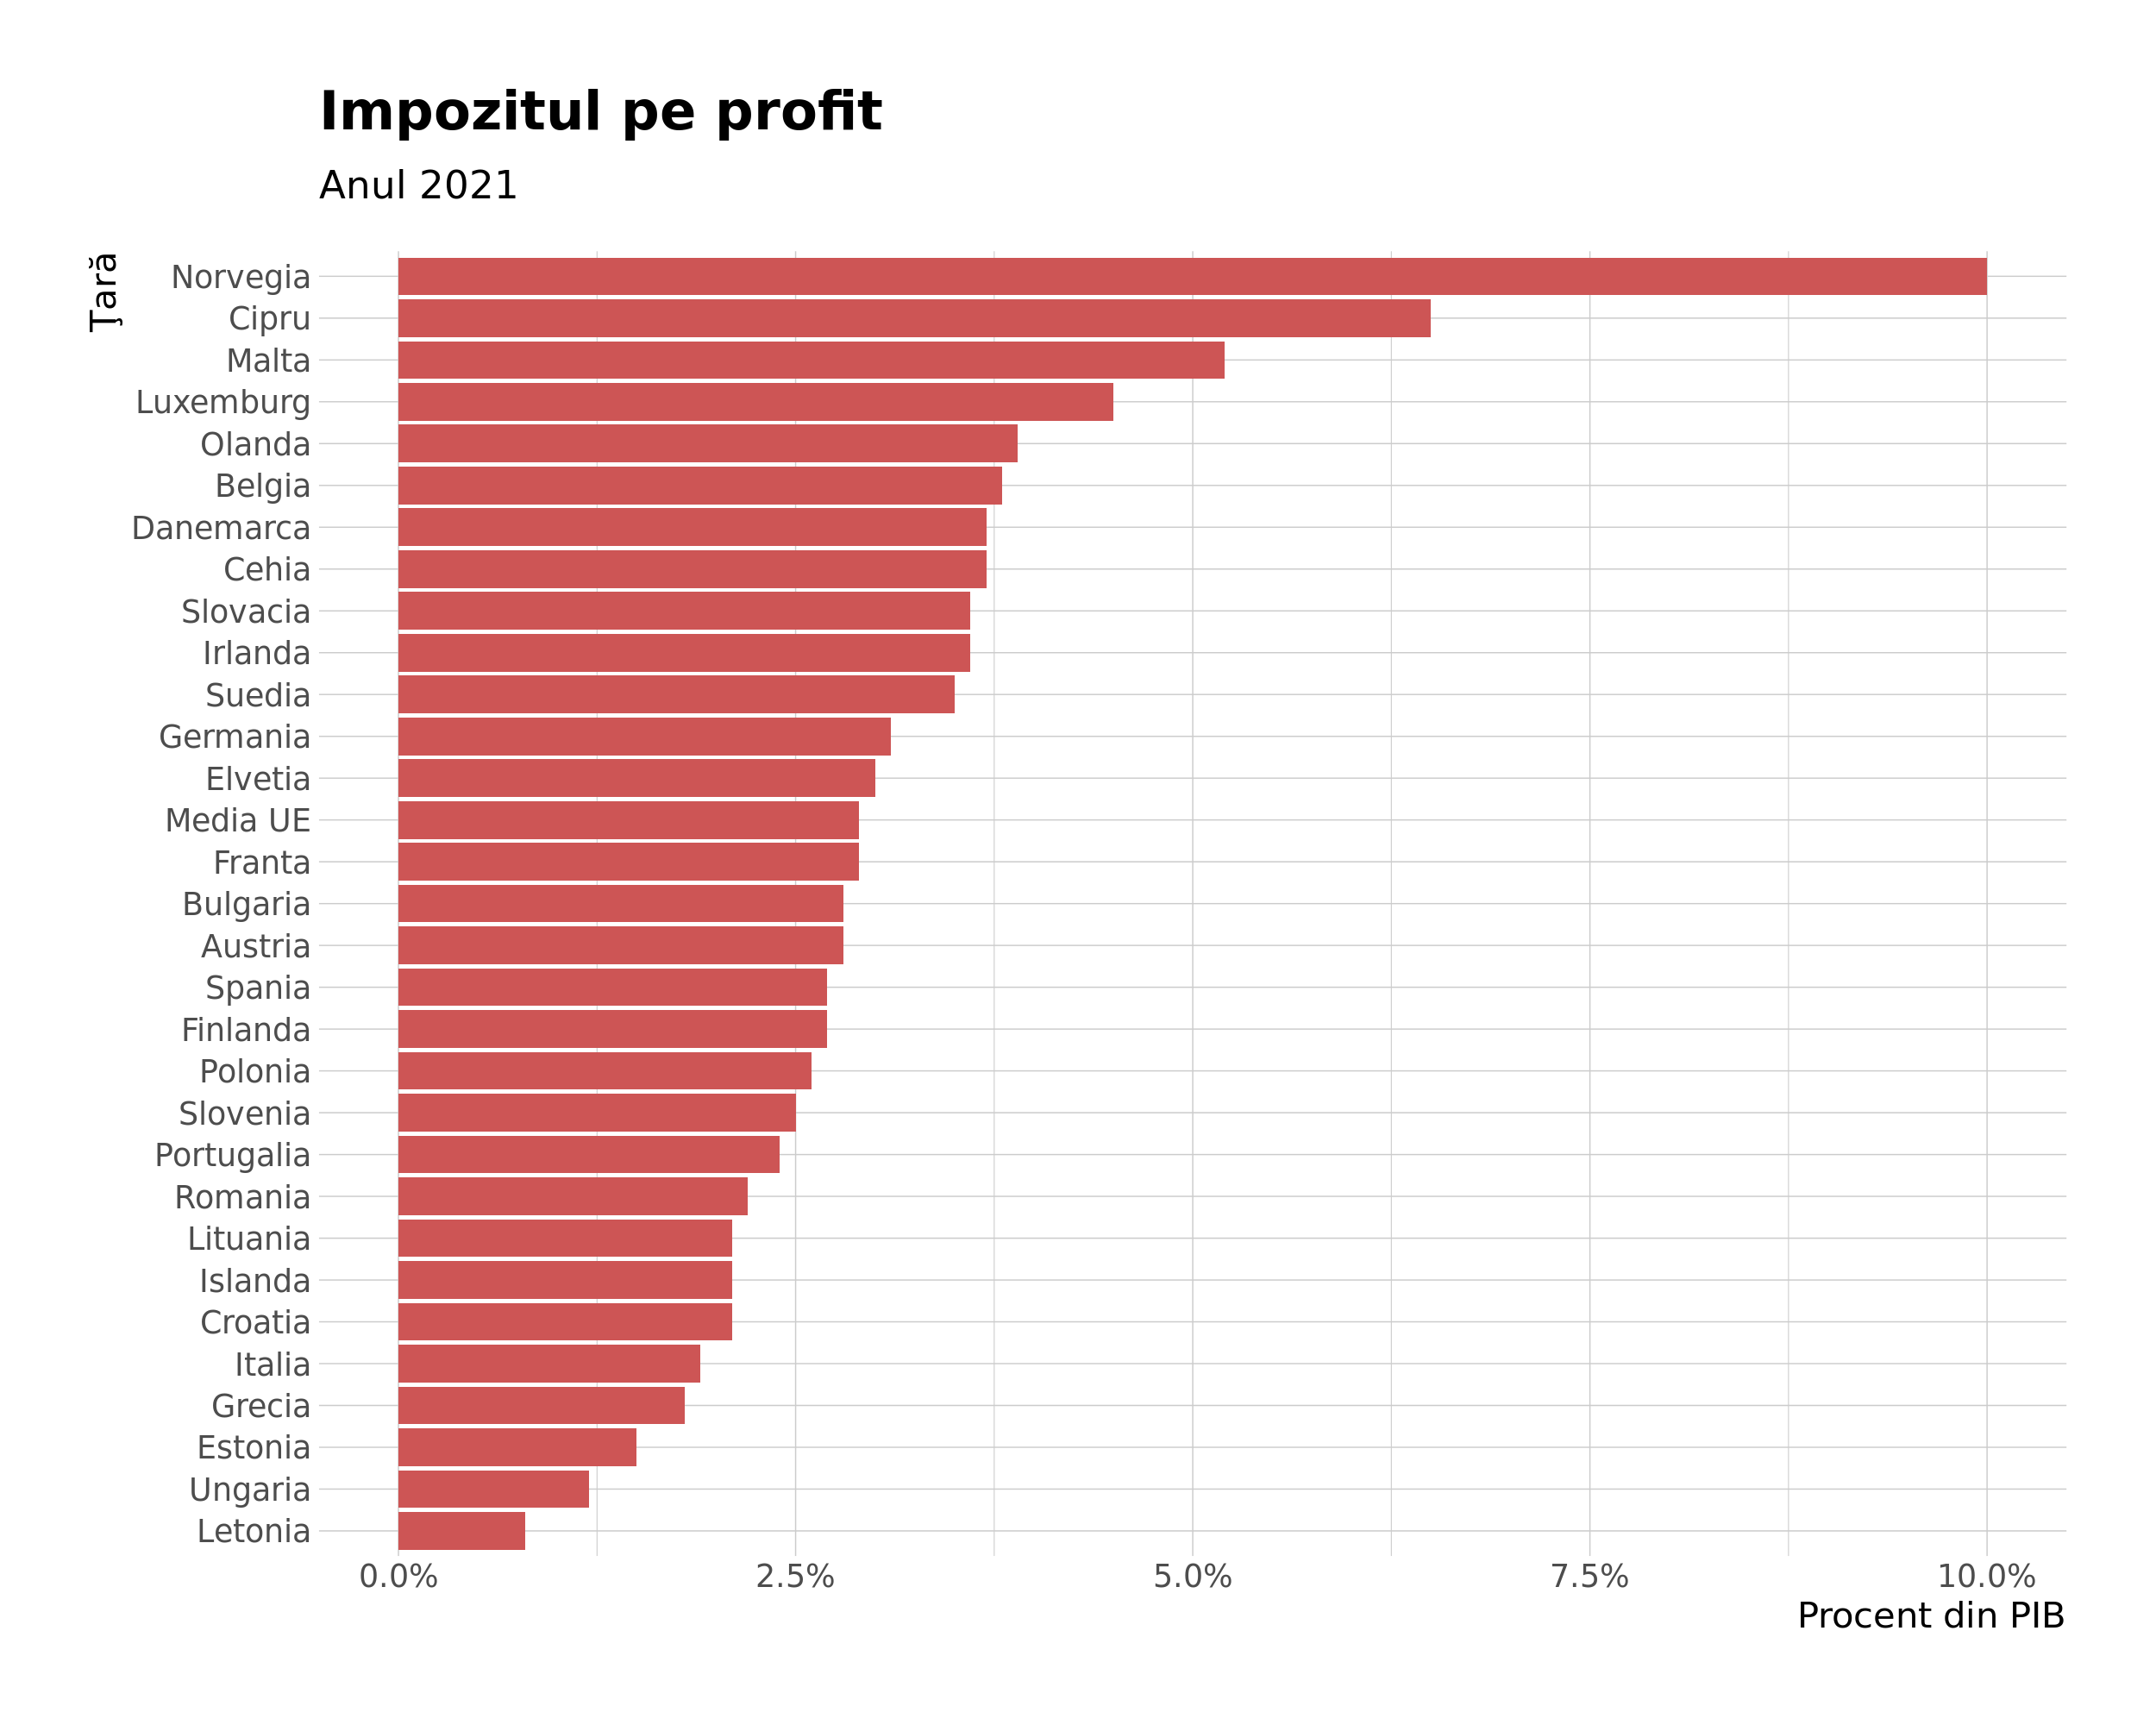 Impozitul pe profit
Anul 2021
Ţară
Norvegia
Cipru
Malta
Luxemburg
Olanda
Belgia
Danemarca
Cehia
Slovacia
Irlanda
Suedia
Germania
Elvetia
Media UE
Franta
Bulgaria
Austria
Spania
Finlanda
Polonia
Slovenia
Portugalia
Romania
Lituania
Islanda
Croatia
Italia
Grecia
Estonia
Ungaria
Letonia
0.0% 2.5% 5.0% 7.5% 10.0%
Procent din PIB